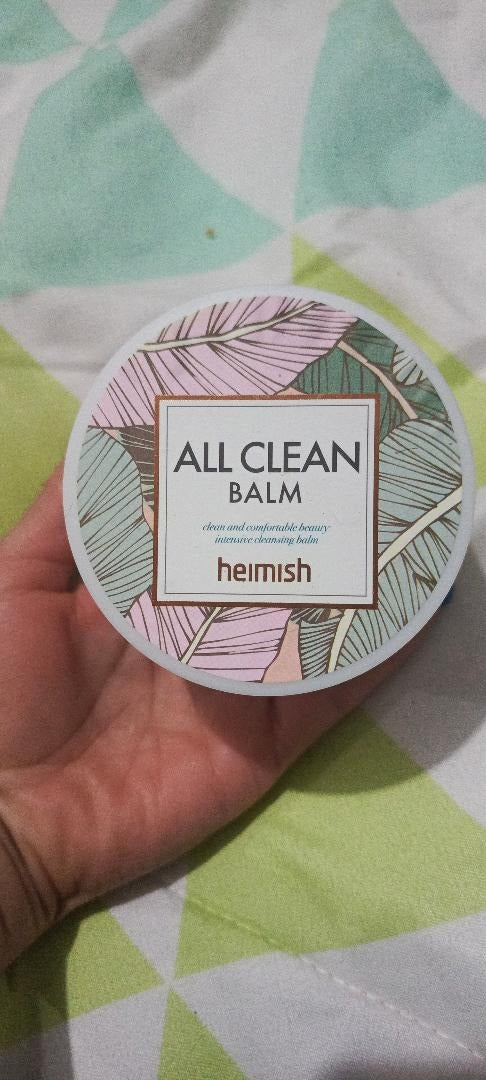 ALL CLEAN
BALM
clean and comfortable beauty
intensive cleansing balm
heimish